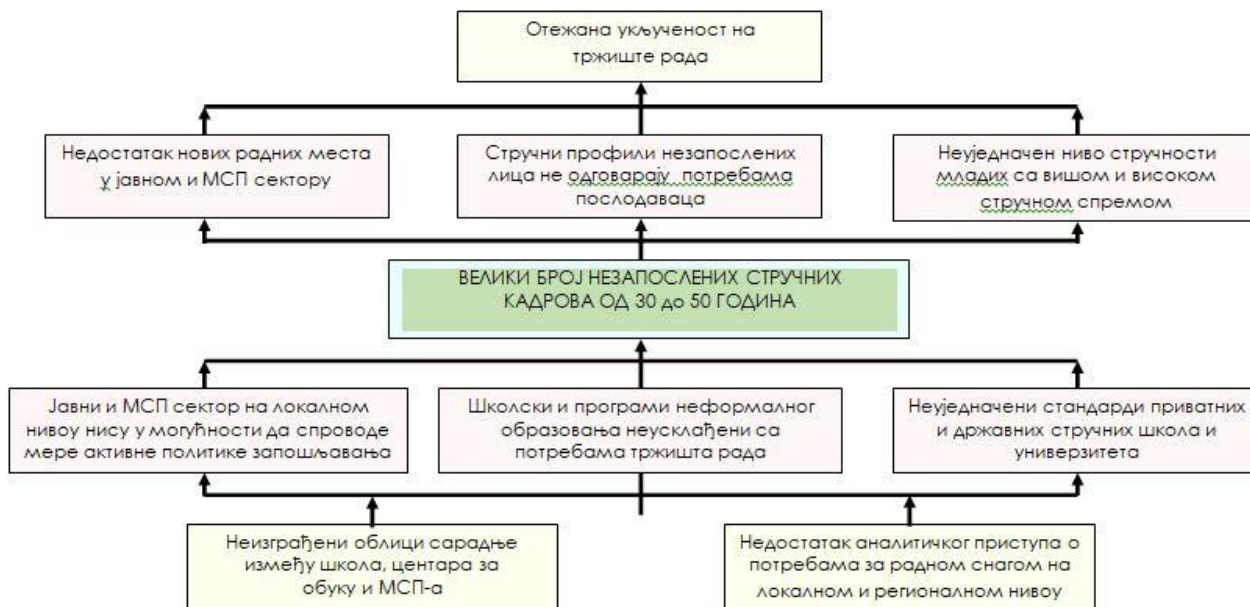 Отежана укљученост на
тржиште рада
Недостатак нових радних места
у јавном и МСП сектору
Стручни профили незапослених
лица не одговарају потребама
послодаваца
Неуједначен ниво стручности
младих са вишом и високом
стручном спремом
ВЕЛИКИ БРОЈ НЕЗАПОСЛЕНИХ СТРУЧНИХ
КАДРОВА ОД 30 до 50 ГОДИНА
Јавни и МСП сектор на локалном
нивоу нису у могућности да спроводе
мере активне политике запошљавања
Школски и програми неформалног
образовања неусклађени са
потребама тржишта рада
Неуједначени стандарди приватних
и државних стручних школа и
универзитета
Неизграђени облици сарадње
између школа, центара за
обуку и МСП-а
Недостатак аналитичког приступа о
потребама за радном снагом на
локалном и регионалном нивоу